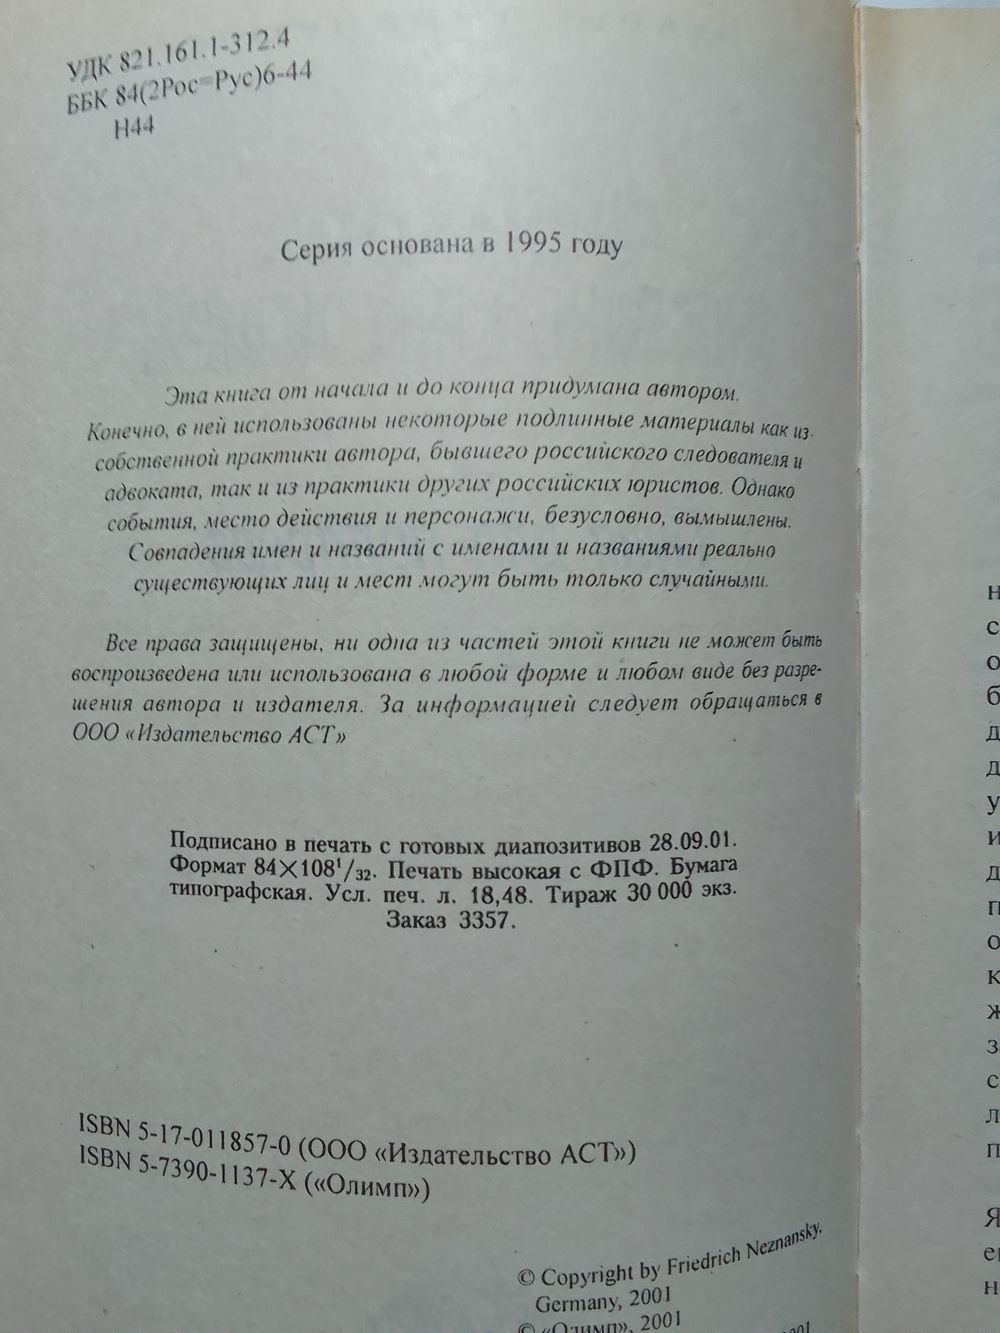 УДК 821.161.1-312.4
ББК 84(2Рос=Рус)6-44
Н44
Серия основана в 1995 году
Эта книга от начала и до конца придумана автором.
Конечно, в ней использованы некоторые подлинные материалы как из
собственной практики автора, бывшего российского следователя и
адвоката, так и из практики других российских юристов. Однако
события, место действия и персонажи, безусловно, вымышлены.
Совпадения имен и названий с именами и названиями реально
существующих лиц и мест могут быть только случайными.
Все права защищены, ни одна из частей этой книги не может быть
воспроизведена или использована в любой форме и любом виде без разре-
шения автора и издателя. За информацией следует обращаться в
ООО «Издательство АСТ»
Подписано в печать с готовых диапозитивов 28.09.01.
Формат 84×108¹/₃₂. Печать высокая с ФПФ. Бумага
типографская. Усл. печ. л. 18,48. Тираж 30 000 экз.
Заказ 3357.
ISBN 5-17-011857-0 (ООО «Издательство АСТ»)
ISBN 5-7390-1137-X («Олимп»)
© Copyright by Friedrich Neznansky.
Germany, 2001
© «Олимп», 2001